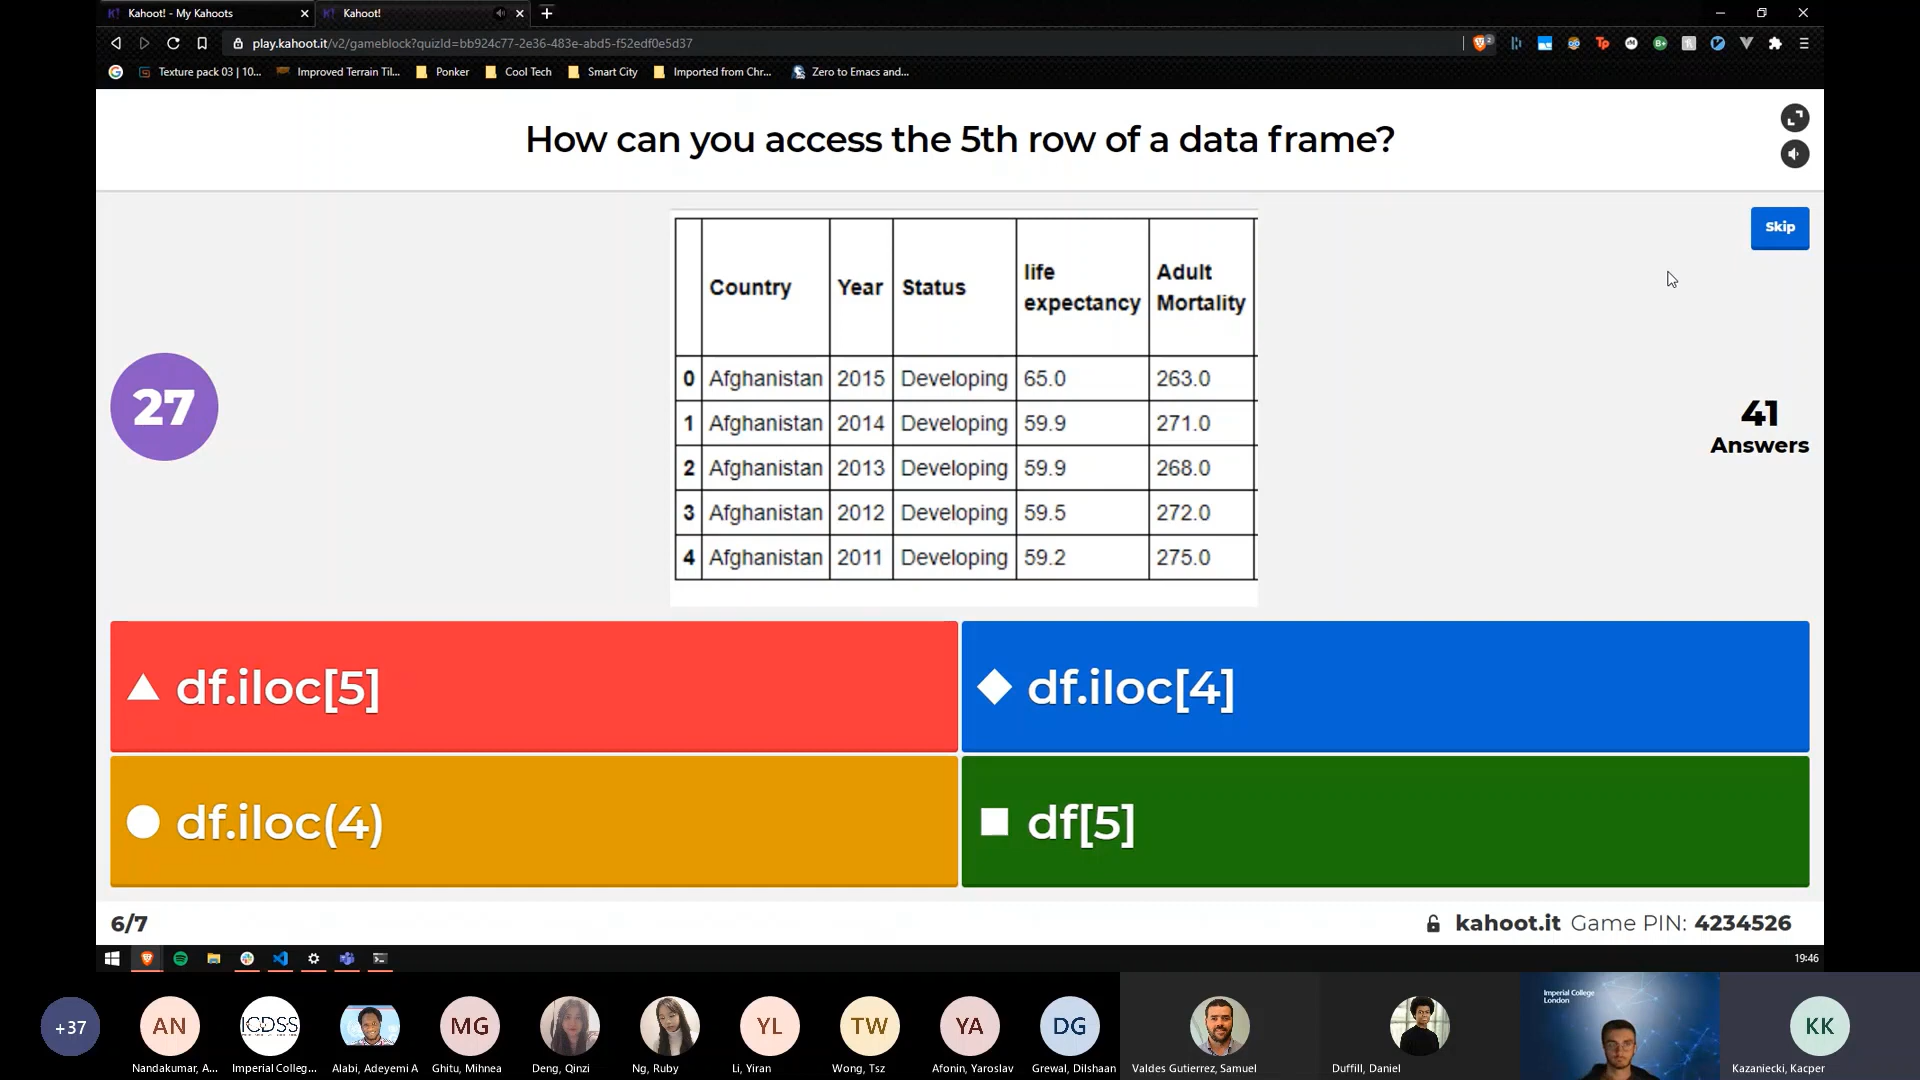 Kahoot! - My Kahoots
Kahoot!
play.kahoot.it/v2/gameblock?quizId=bb924c77-2e36-483e-abd5-f52edf0e5d37
Texture pack 03 | 10...
Improved Terrain Til...
Ponker
Cool Tech
Smart City
Imported from Chr...
Zero to Emacs and...
How can you access the 5th row of a data frame?
Skip
Country Year Status life expectancy Adult Mortality
0 Afghanistan 2015 Developing 65.0 263.0
1 Afghanistan 2014 Developing 59.9 271.0
2 Afghanistan 2013 Developing 59.9 268.0
3 Afghanistan 2012 Developing 59.5 272.0
4 Afghanistan 2011 Developing 59.2 275.0
27
41
Answers
df.iloc[5]
df.iloc[4]
df.iloc(4)
df[5]
6/7
kahoot.it Game PIN: 4234526
19:46
+37
AN
ICDSS
MG
YL
TW
YA
DG
Imperial College
London
KK
Nandakumar, A...
Imperial Colleg...
Alabi, Adeyemi A
Ghitu, Mihnea
Deng, Qinzi
Ng, Ruby
Li, Yiran
Wong, Tsz
Afonin, Yaroslav
Grewal, Dilshaan
Valdes Gutierrez, Samuel
Duffill, Daniel
Kazaniecki, Kacper